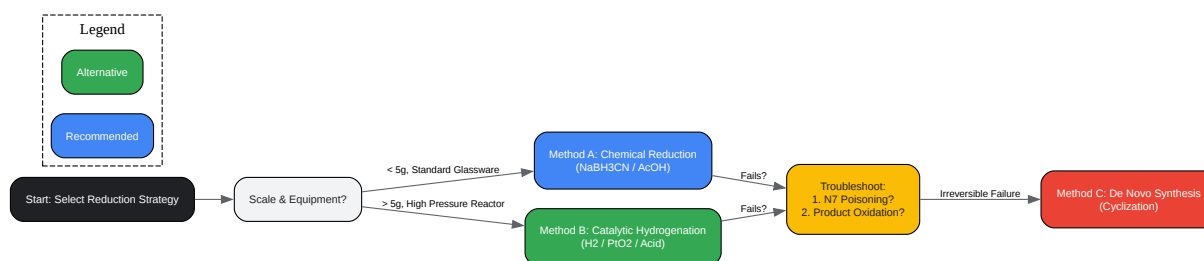 Legend
Alternative
Recommended
Start: Select Reduction Strategy
Scale & Equipment?
< 5g, Standard Glassware
> 5g, High Pressure Reactor
Method A: Chemical Reduction
(NaBH3CN / AcOH)
Method B: Catalytic Hydrogenation
(H2 / PtO2 / Acid)
Fails?
Fails?
Troubleshoot:
1. N7 Poisoning?
2. Product Oxidation?
Irreversible Failure
Method C: De Novo Synthesis
(Cyclization)